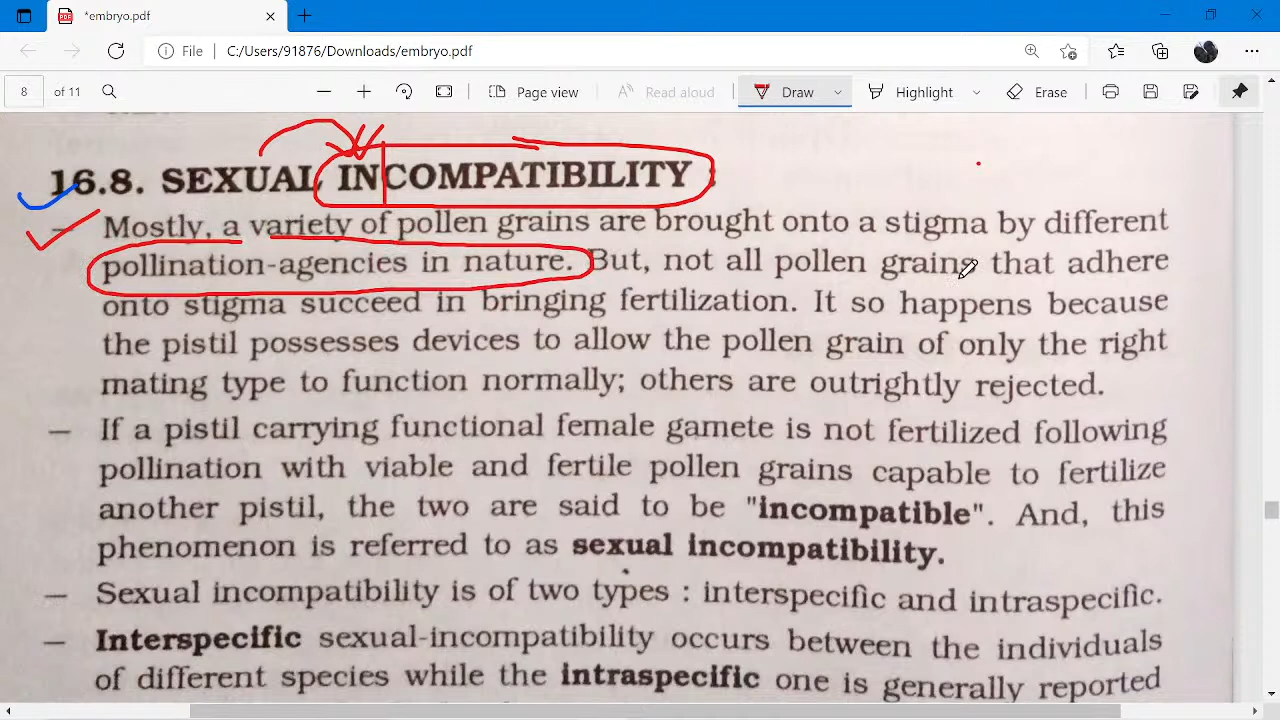 *embryo.pdf
File
C:/Users/91876/Downloads/embryo.pdf
8 of 11
Page view
Read aloud
Draw
Highlight
Erase
16.8. SEXUAL INCOMPATIBILITY :
– Mostly, a variety of pollen grains are brought onto a stigma by different
pollination-agencies in nature. But, not all pollen grains that adhere
onto stigma succeed in bringing fertilization. It so happens because
the pistil possesses devices to allow the pollen grain of only the right
mating type to function normally; others are outrightly rejected.
– If a pistil carrying functional female gamete is not fertilized following
pollination with viable and fertile pollen grains capable to fertilize
another pistil, the two are said to be "incompatible". And, this
phenomenon is referred to as sexual incompatibility.
– Sexual incompatibility is of two types : interspecific and intraspecific.
– Interspecific sexual-incompatibility occurs between the individuals
of different species while the intraspecific one is generally reported